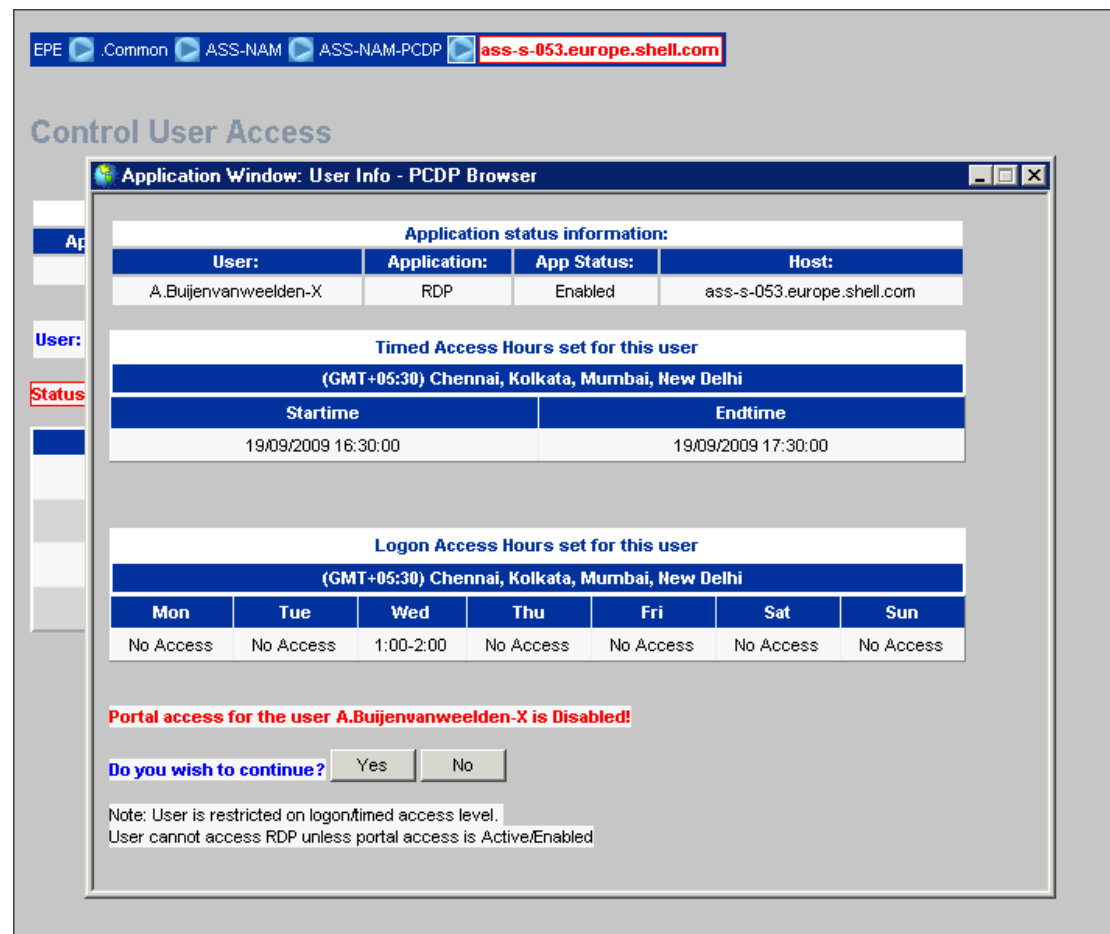 EPE .Common ASS-NAM ASS-NAM-PCDP ass-s-053.europe.shell.com
Control User Access
Application Window: User Info - PCDP Browser
Ap
User:
Status
Application status information:
User: Application: App Status: Host:
A.Buijenvanweelden-X RDP Enabled ass-s-053.europe.shell.com
Timed Access Hours set for this user
(GMT+05:30) Chennai, Kolkata, Mumbai, New Delhi
Startime Endtime
19/09/2009 16:30:00 19/09/2009 17:30:00
Logon Access Hours set for this user
(GMT+05:30) Chennai, Kolkata, Mumbai, New Delhi
Mon Tue Wed Thu Fri Sat Sun
No Access No Access 1:00-2:00 No Access No Access No Access No Access
Portal access for the user A.Buijenvanweelden-X is Disabled!
Do you wish to continue? Yes No
Note: User is restricted on logon/timed access level.
User cannot access RDP unless portal access is Active/Enabled